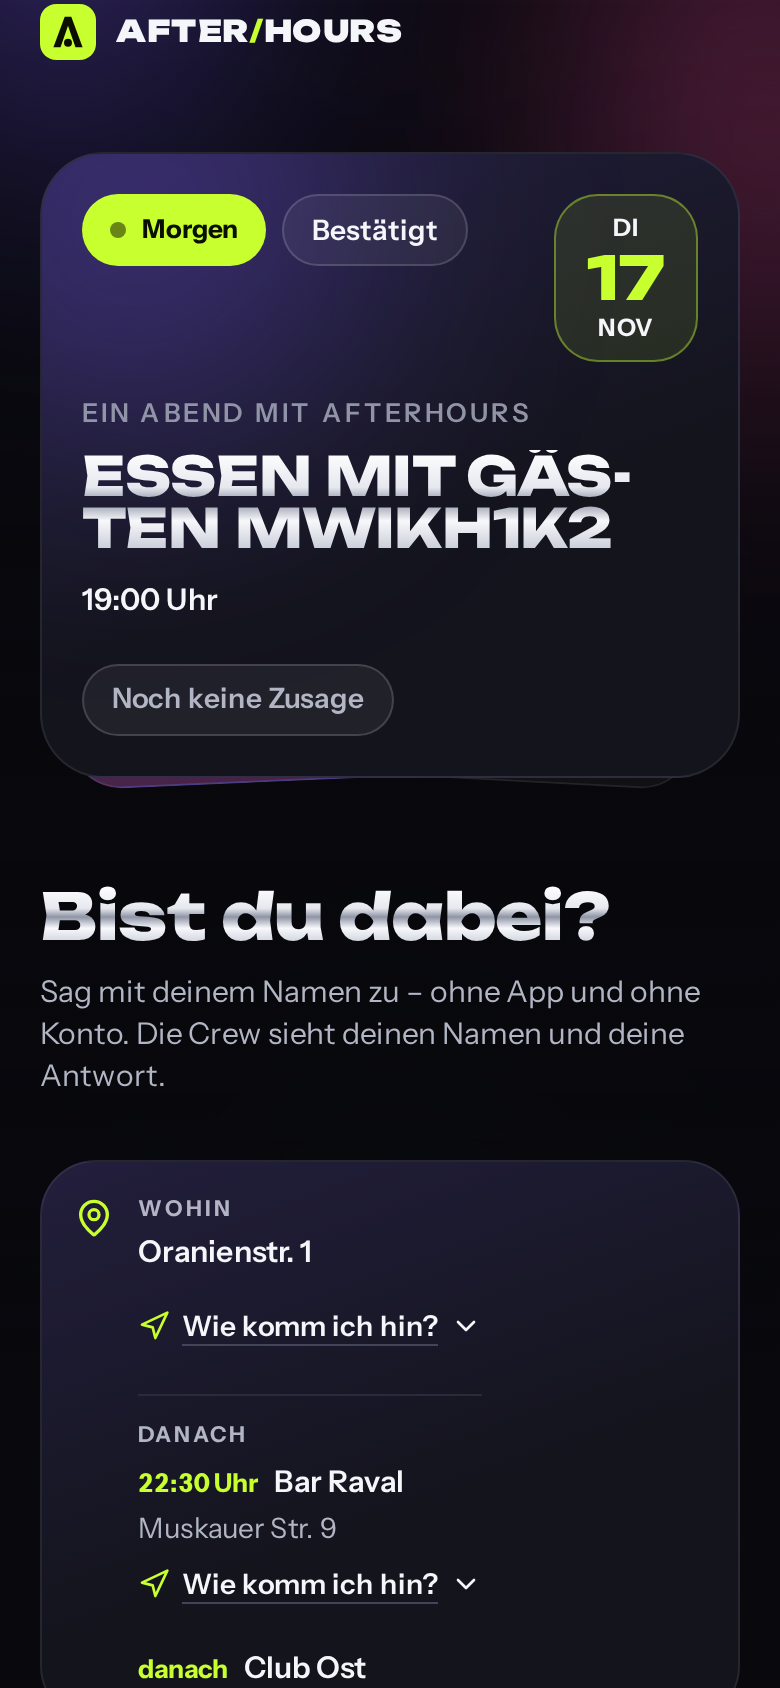 AFTER/HOURS
Morgen
Bestätigt
DI
17
NOV
EIN ABEND MIT AFTERHOURS
ESSEN MIT GÄS-
TEN MWIKH1K2
19:00 Uhr
Noch keine Zusage
Bist du dabei?
Sag mit deinem Namen zu – ohne App und ohne
Konto. Die Crew sieht deinen Namen und deine
Antwort.
WOHIN
Oranienstr. 1
Wie komm ich hin?
DANACH
22:30 Uhr Bar Raval
Muskauer Str. 9
Wie komm ich hin?
danach Club Ost